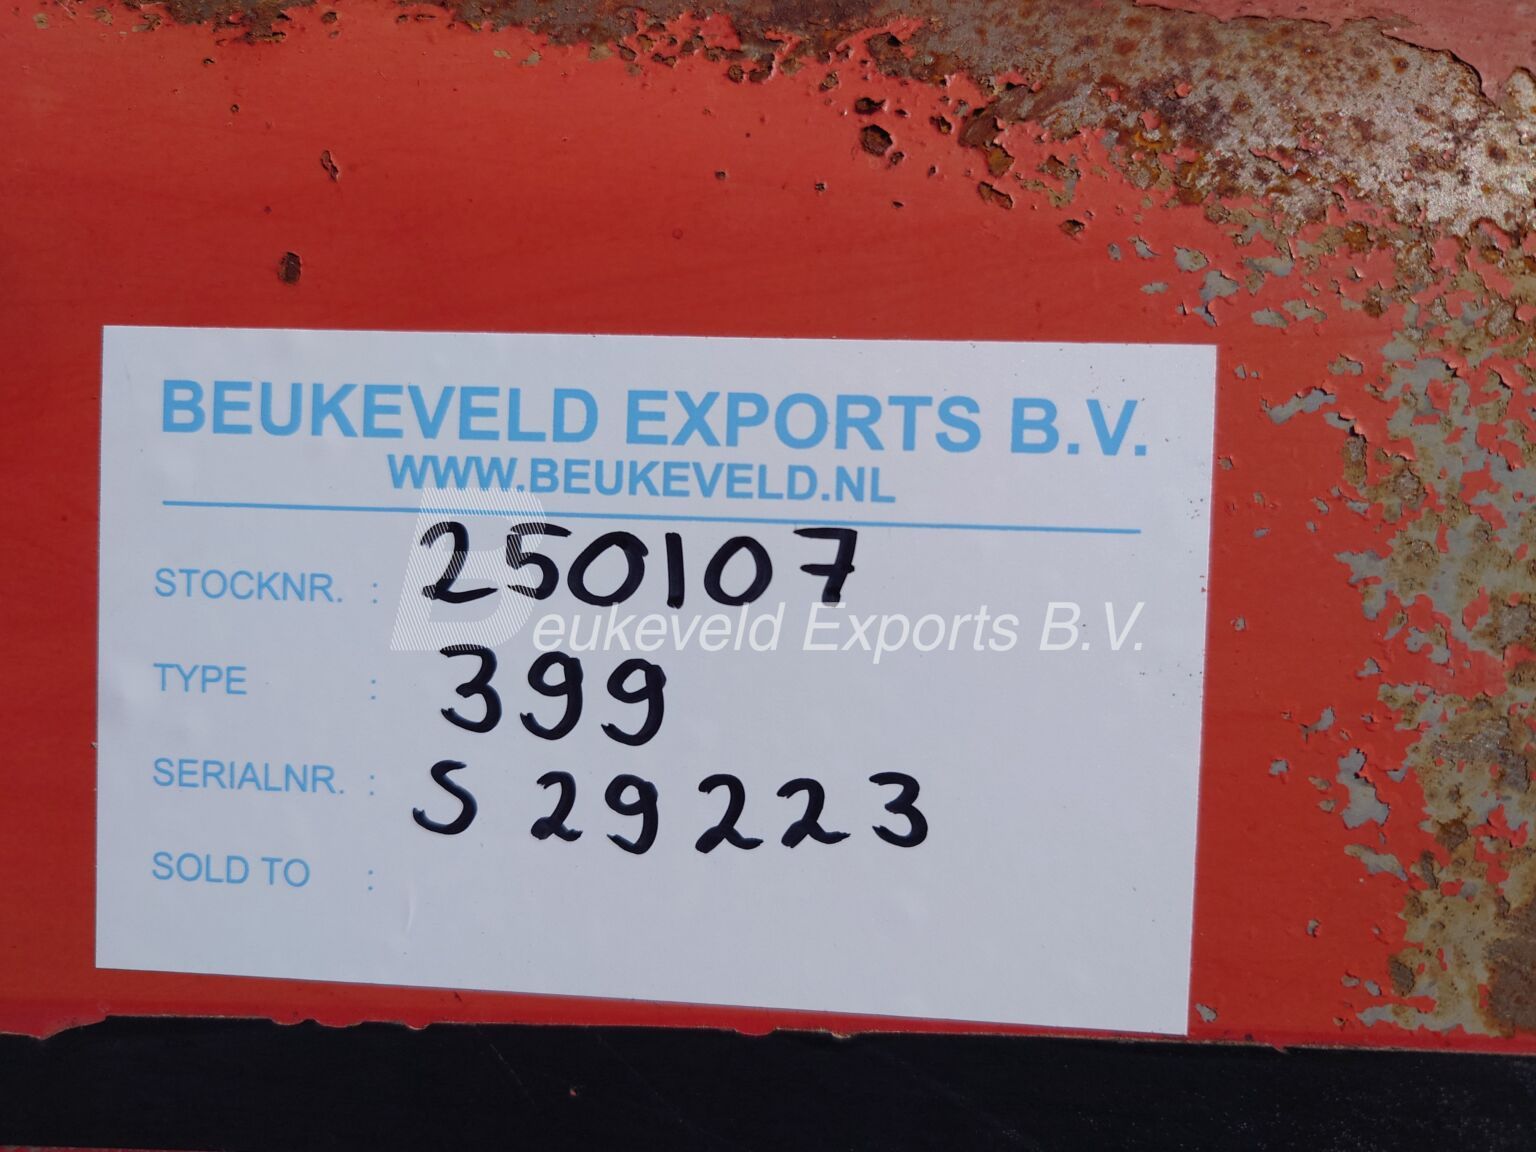 BEUKEVELD EXPORTS B.V.
WWW.BEUKEVELD.NL
STOCKNR. : 250107
Beukeveld Exports B.V.
TYPE : 399
SERIALNR. : S 29223
SOLD TO :